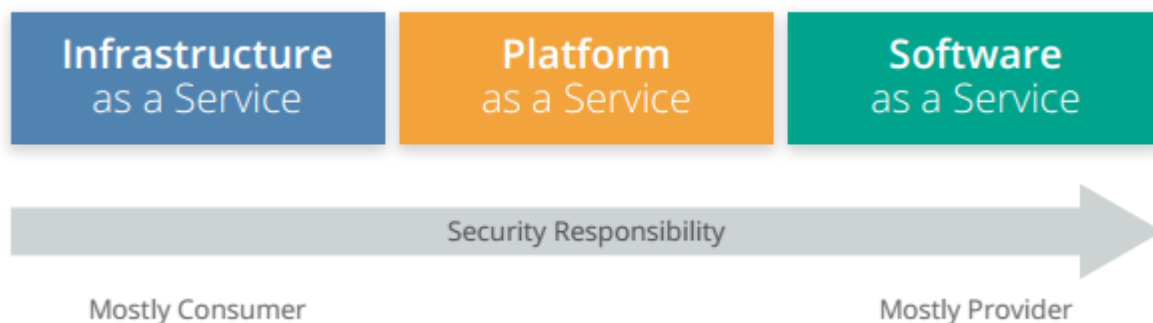 Infrastructure
as a Service
Platform
as a Service
Software
as a Service
Security Responsibility
Mostly Consumer
Mostly Provider